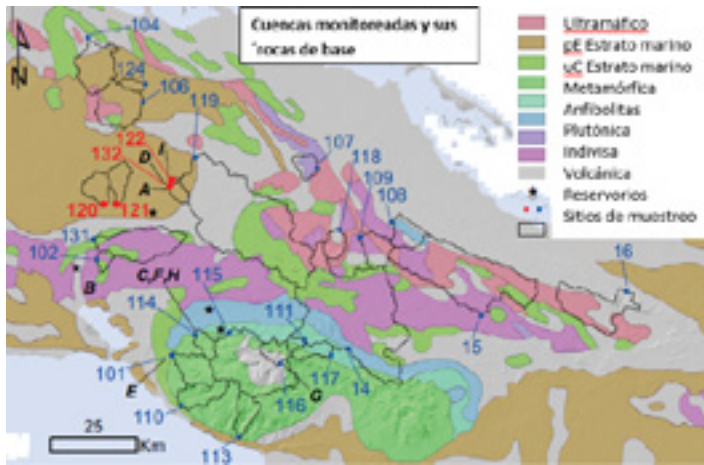 Cuencas monitoreadas y sus
rocas de base
Ultramáfico
pE Estrato marino
uC Estrato marino
Metamórfica
Anfibolitas
Plutónica
Indivisa
Volcánica
Reservorios
Sitios de muestreo
N
104
124
106
119
122
I
132
D
A
107
118
109
108
120
121
131
102
B
C,F,H
115
114
111
16
15
101
E
117
14
116
G
110
113
25
Km